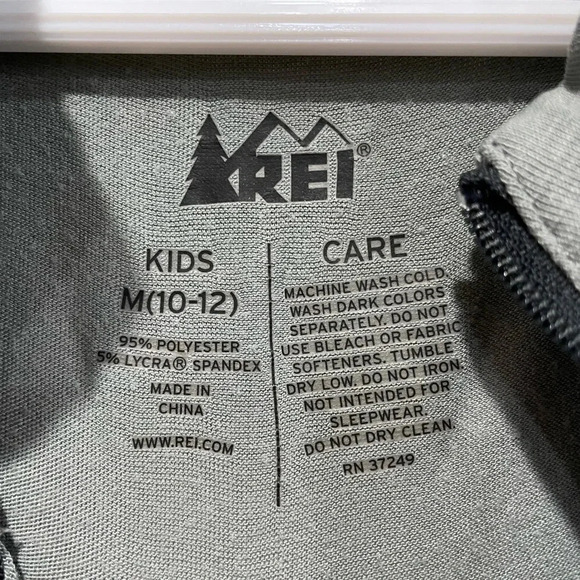 REI®
KIDS
M(10-12)
95% POLYESTER
5% LYCRA® SPANDEX
MADE IN
CHINA
WWW.REI.COM
CARE
MACHINE WASH COLD
WASH DARK COLORS
SEPARATELY. DO NOT
USE BLEACH OR FABRIC
SOFTENERS. TUMBLE
DRY LOW. DO NOT IRON.
NOT INTENDED FOR
SLEEPWEAR.
DO NOT DRY CLEAN.
RN 37249